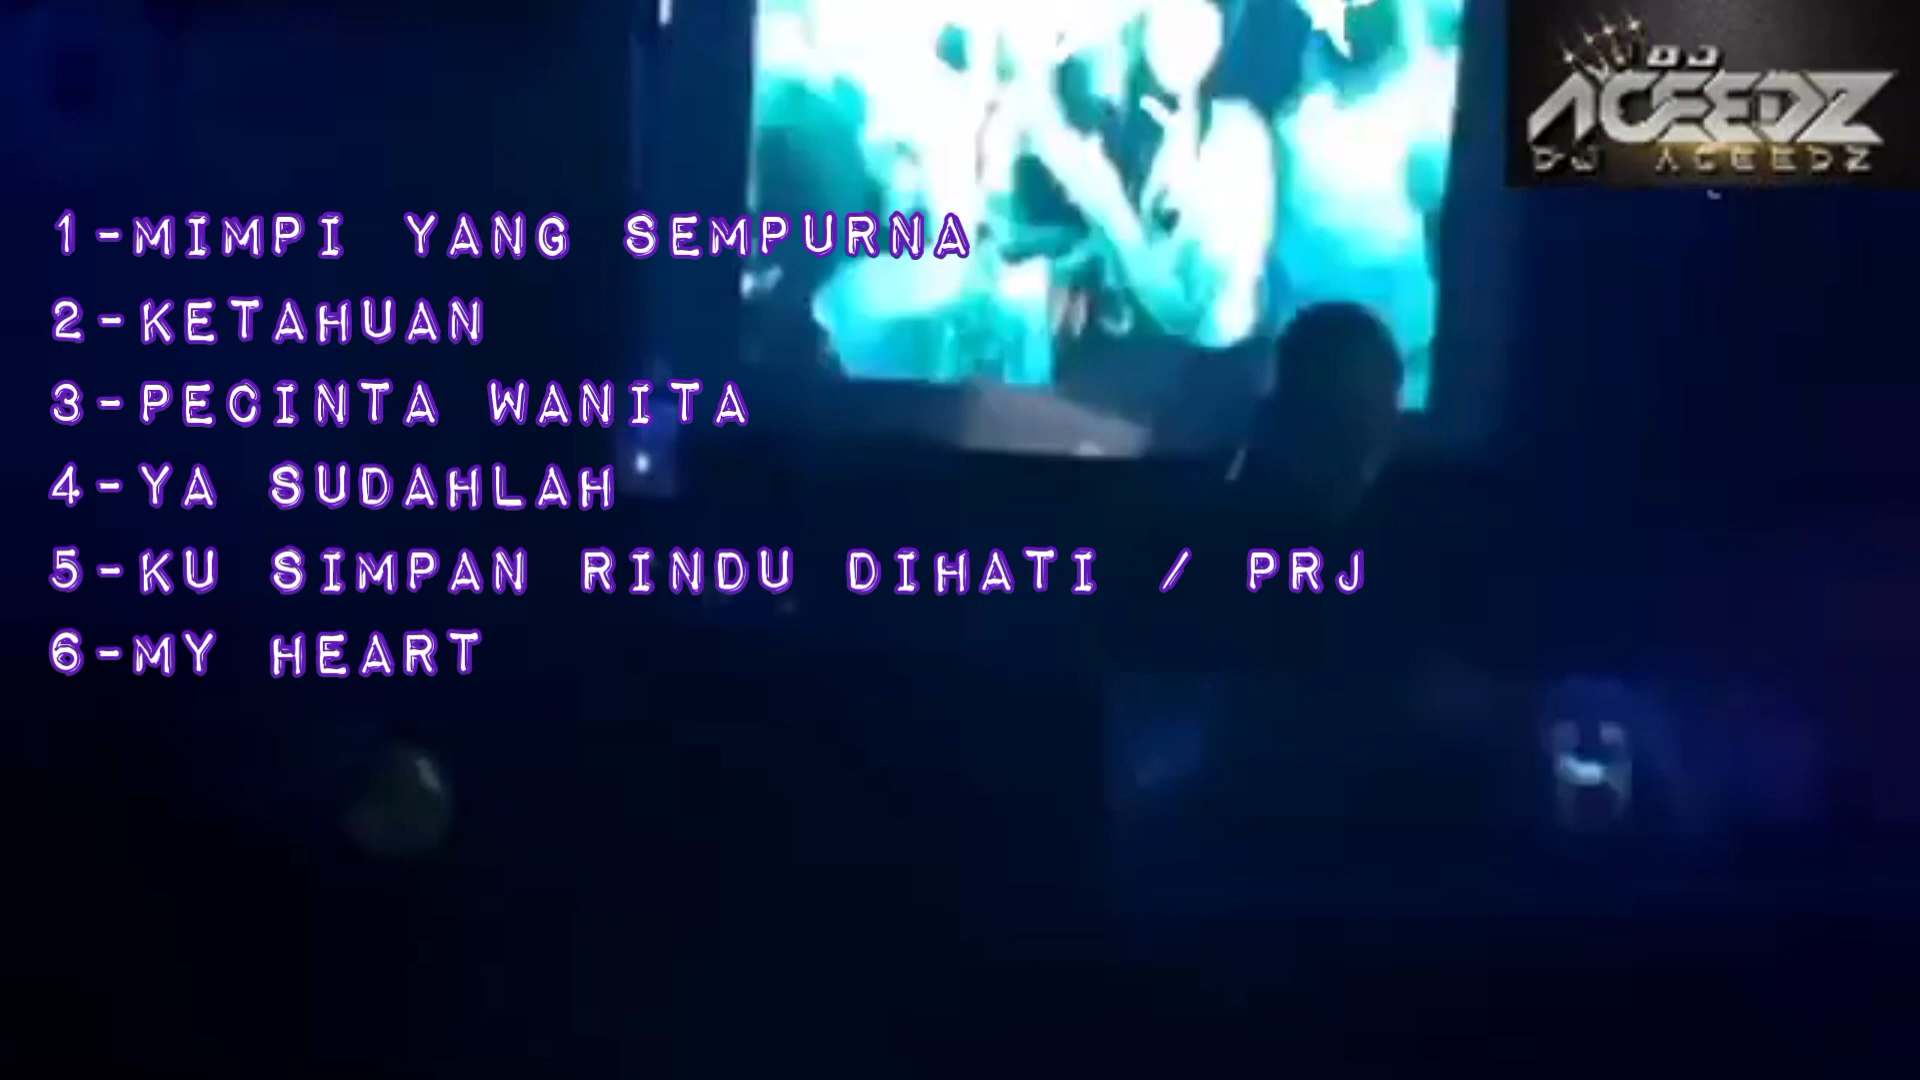 DJ
ACEEDZ
DJ ACEEDZ
1-MIMPI YANG SEMPURNA
2-KETAHUAN
3-PECINTA WANITA
4-YA SUDAHLAH
5-KU SIMPAN RINDU DIHATI / PRJ
6-MY HEART